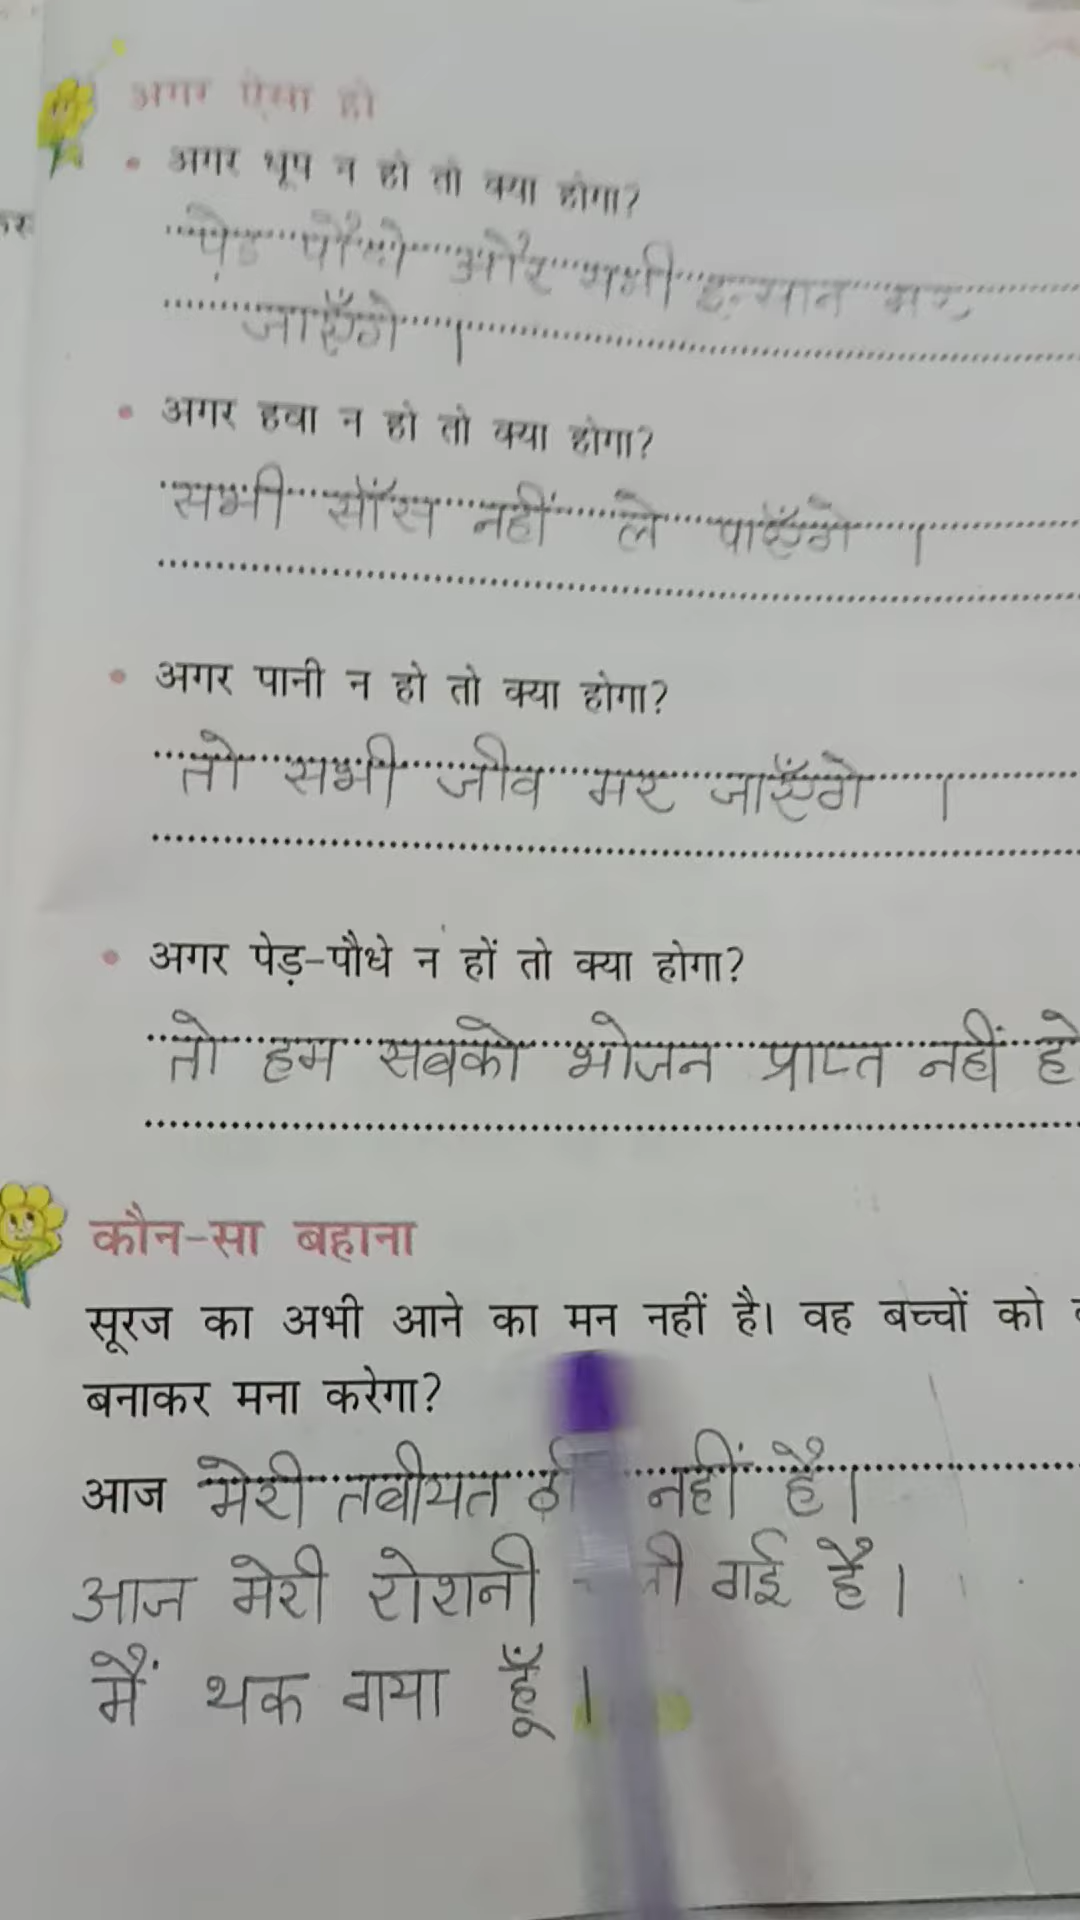 अगर ऐसा हो
अगर धूप न हो तो क्या होगा?
पेड़ पौधे और सभी इन्सान मर
जाएँगे ।
अगर हवा न हो तो क्या होगा?
सभी साँस नहीं ले पाएँगे ।
अगर पानी न हो तो क्या होगा?
तो सभी जीव मर जाएँगे ।
अगर पेड़-पौधे न हों तो क्या होगा?
तो हम सबको भोजन प्राप्त नहीं
कौन-सा बहाना
सूरज का अभी आने का मन नहीं है। वह बच्चों को
बनाकर मना करेगा?
आज मेरी तबीयत नहीं है।
आज मेरी रोशनी गई है।
मैं थक गया हूँ ।